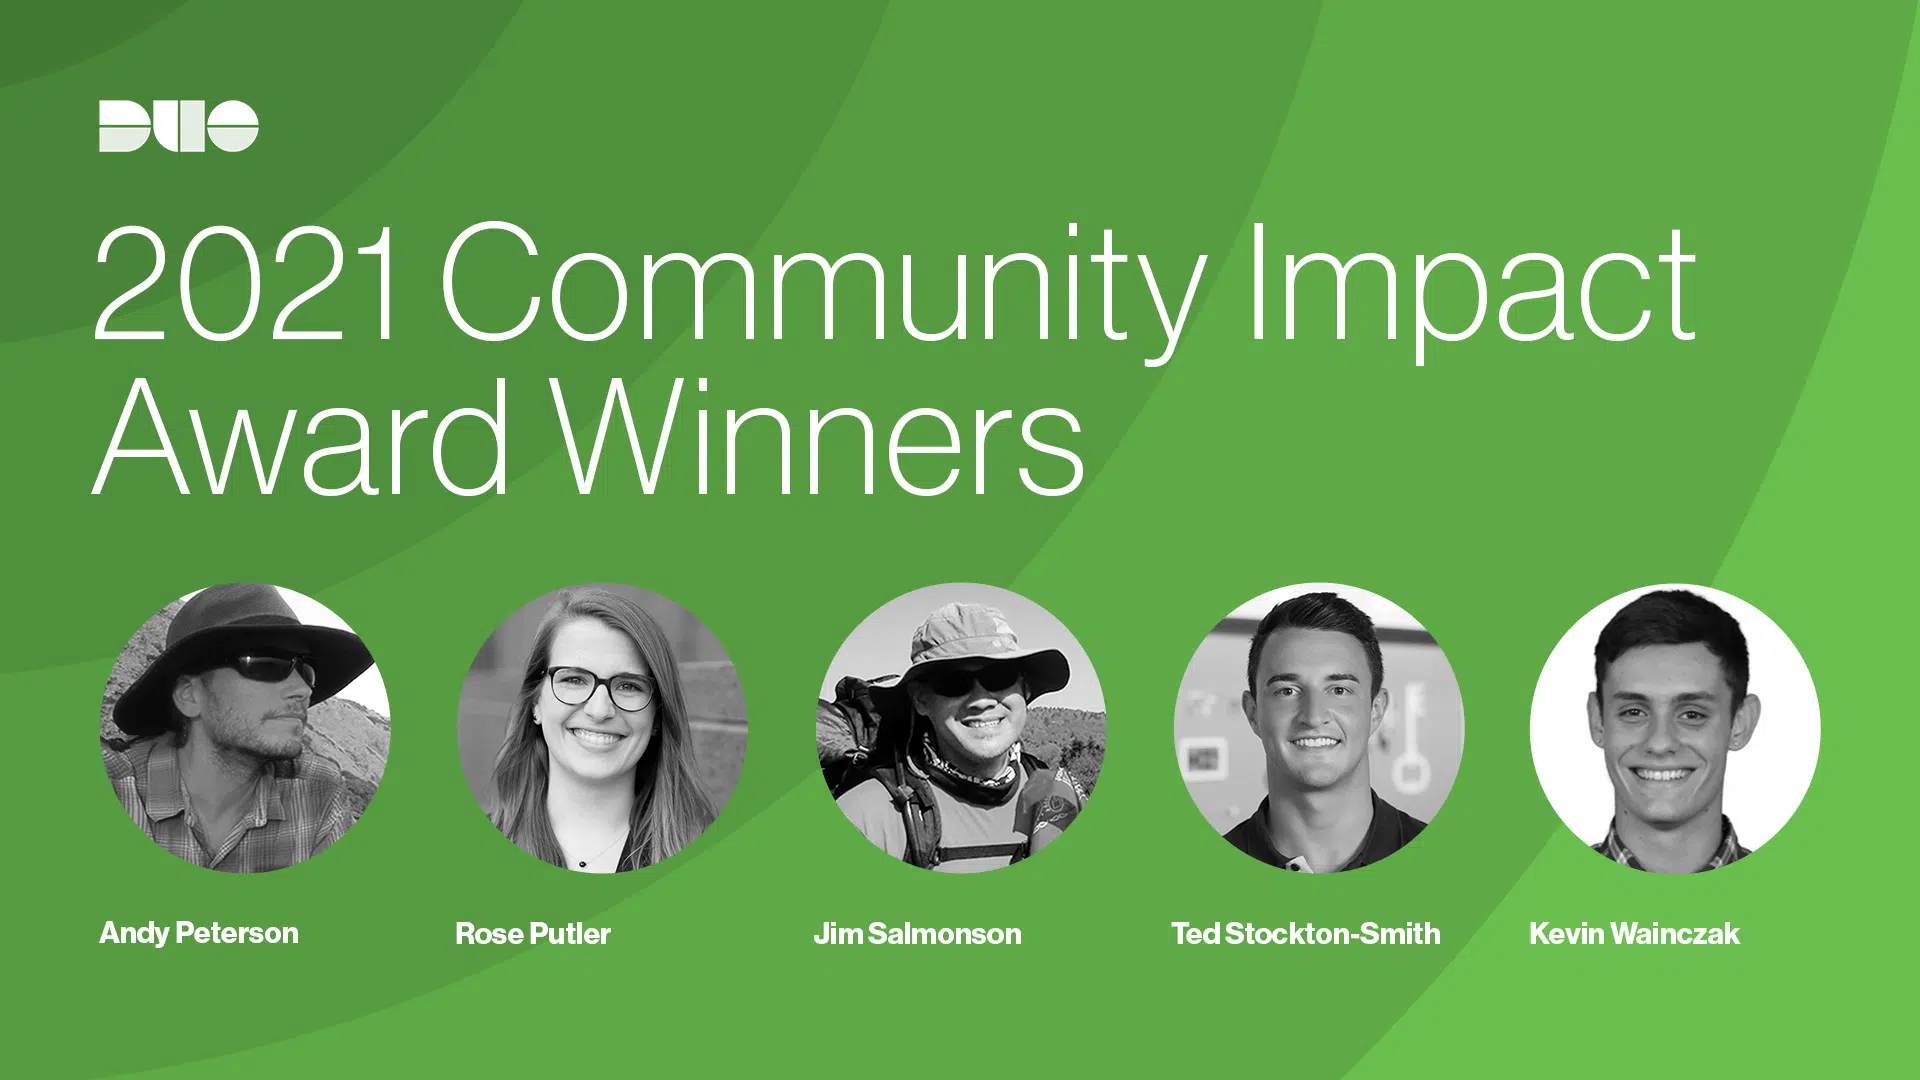 DUO
2021 Community Impact
Award Winners
Andy Peterson
Rose Putler
Jim Salmonson
Ted Stockton-Smith
Kevin Wainczak